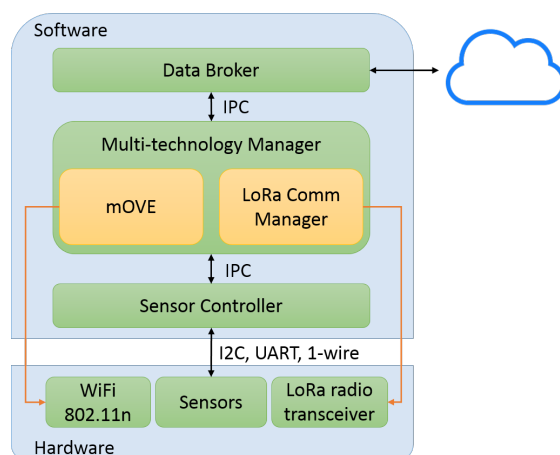 Software
Data Broker
IPC
Multi-technology Manager
mOVE
LoRa Comm
Manager
IPC
Sensor Controller
I2C, UART, 1-wire
WiFi
802.11n
Sensors
LoRa radio
transceiver
Hardware